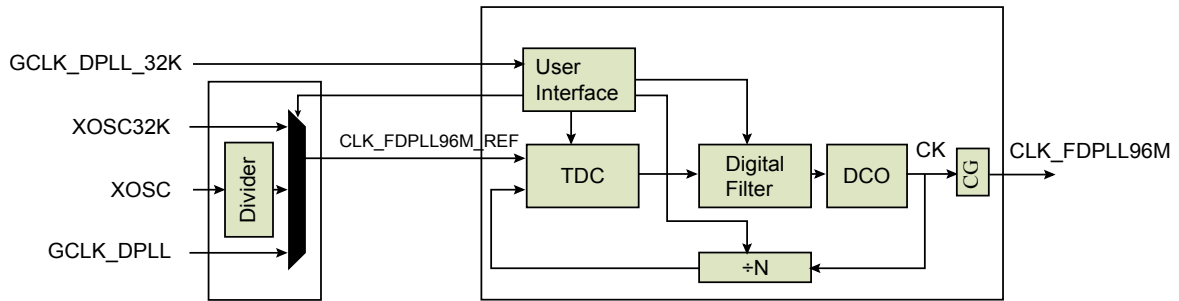 GCLK_DPLL_32K
User
Interface
XOSC32K
CLK_FDPLL96M_REF
XOSC
Divider
TDC
Digital
Filter
DCO
CK
CG
CLK_FDPLL96M
GCLK_DPLL
÷N